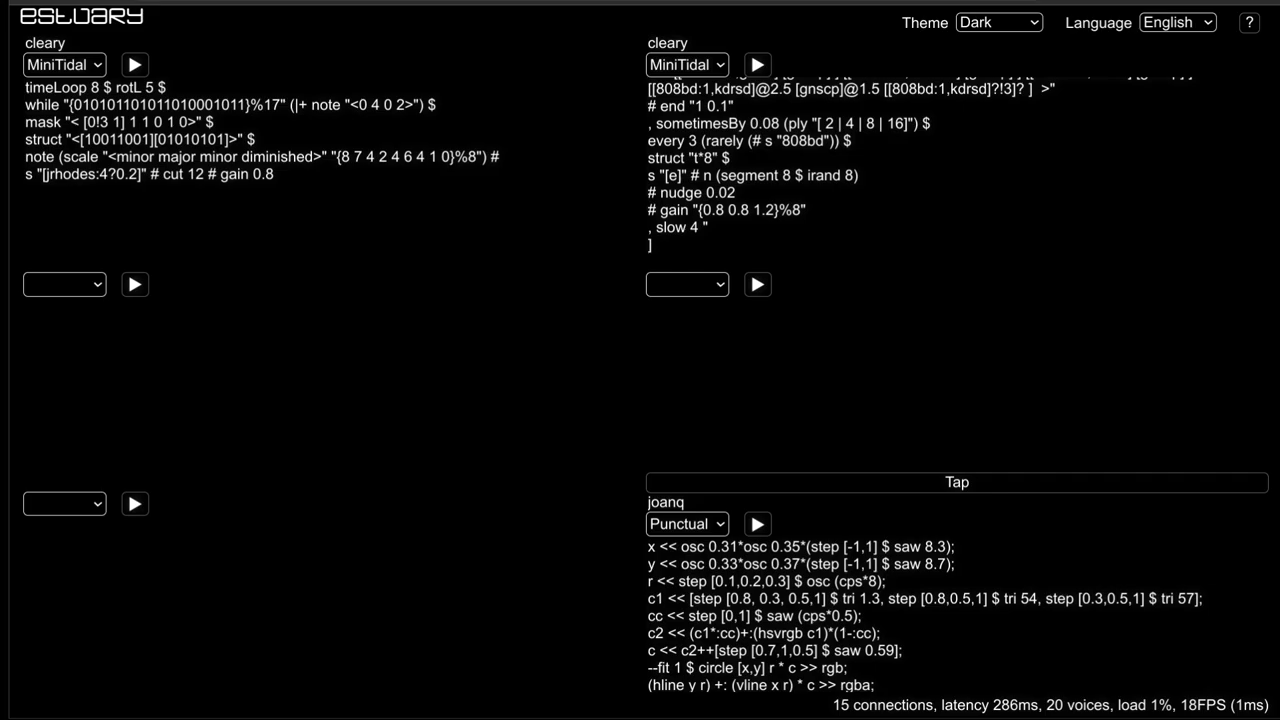 estuary
Theme Dark Language English ?
cleary
MiniTidal
timeLoop 8 $ rotL 5 $
while "{010101101011010001011}%17" (|+ note "<0 4 0 2>") $
mask "< [0!3 1] 1 1 0 1 0>" $
struct "<[10011001][01010101]>" $
note (scale "<minor major minor diminished>" "{8 7 4 2 4 6 4 1 0}%8") #
s "[jrhodes:4?0.2]" # cut 12 # gain 0.8
cleary
MiniTidal
[[808bd:1,kdrsd]@2.5 [gnscp]@1.5 [[808bd:1,kdrsd]?!3]? ] >"
# end "1 0.1"
, sometimesBy 0.08 (ply "[ 2 | 4 | 8 | 16]") $
every 3 (rarely (# s "808bd")) $
struct "t*8" $
s "[e]" # n (segment 8 $ irand 8)
# nudge 0.02
# gain "{0.8 0.8 1.2}%8"
, slow 4 "
]
Tap
joanq
Punctual
x << osc 0.31*osc 0.35*(step [-1,1] $ saw 8.3);
y << osc 0.33*osc 0.37*(step [-1,1] $ saw 8.7);
r << step [0.1,0.2,0.3] $ osc (cps*8);
c1 << [step [0.8, 0.3, 0.5,1] $ tri 1.3, step [0.8,0.5,1] $ tri 54, step [0.3,0.5,1] $ tri 57];
cc << step [0,1] $ saw (cps*0.5);
c2 << (c1*:cc)+:(hsvrgb c1)*(1-:cc);
c << c2++[step [0.7,1,0.5] $ saw 0.59];
--fit 1 $ circle [x,y] r * c >> rgb;
(hline y r) +: (vline x r) * c >> rgba;
15 connections, latency 286ms, 20 voices, load 1%, 18FPS (1ms)